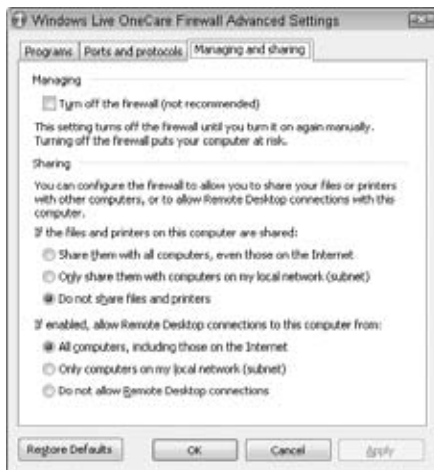 Windows Live OneCare Firewall Advanced Settings
Programs Ports and protocols Managing and sharing
Managing
Turn off the firewall (not recommended)
This setting turns off the firewall until you turn it on again manually.
Turning off the firewall puts your computer at risk.
Sharing
You can configure the firewall to allow you to share your files or printers
with other computers, or to allow Remote Desktop connections with this
computer.
If the files and printers on this computer are shared:
Share them with all computers, even those on the Internet
Only share them with computers on my local network (subnet)
Do not share files and printers
If enabled, allow Remote Desktop connections to this computer from:
All computers, including those on the Internet
Only computers on my local network (subnet)
Do not allow Remote Desktop connections
Restore Defaults OK Cancel Apply